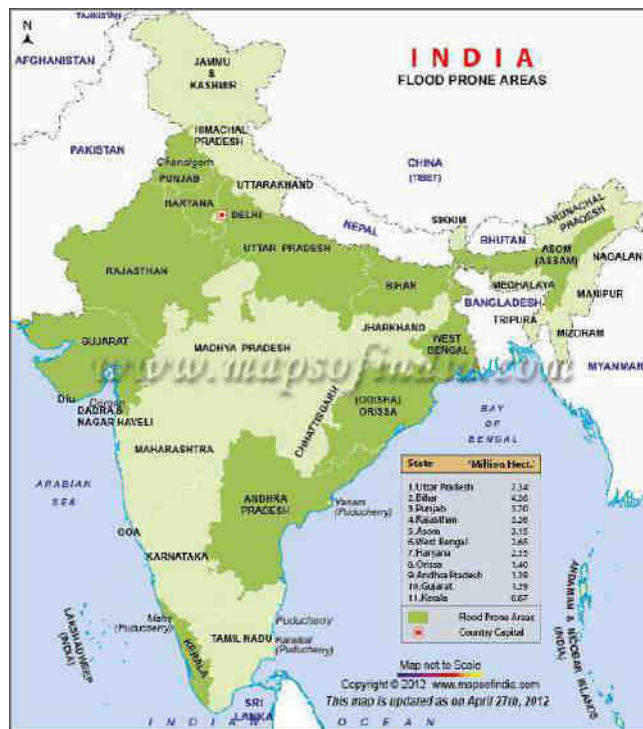 INDIA
FLOOD PRONE AREAS
N
TAJIKISTAN
AFGHANISTAN
JAMMU
&
KASHMIR
HIMACHAL
PRADESH
PAKISTAN
Chandigarh
PUNJAB
CHINA
(TIBET)
UTTARAKHAND
HARYANA
DELHI
NEPAL
SIKKIM
BHUTAN
ARUNACHAL
PRADESH
ASOM
(ASSAM)
NAGALAND
UTTAR PRADESH
RAJASTHAN
BIHAR
MEGHALAYA
MANIPUR
BANGLADESH
TRIPURA
MIZORAM
JHARKHAND
WEST
BENGAL
GUJARAT
MADHYA PRADESH
MYANMAR
www.mapsofindia.com
DIU
Daman
DADRA &
NAGAR HAVELI
CHHATTISGARH
(ODISHA)
ORISSA
BAY
OF
BENGAL
MAHARASHTRA
ARABIAN
SEA
ANDHRA
PRADESH
Yanam
(Puducherry)
GOA
KARNATAKA
State 'Million Hect.'
1.Uttar Pradesh 7.34
2.Bihar 4.26
3.Punjab 3.70
4.Rajasthan 3.26
5.Asom 3.15
6.West Bengal 2.65
7.Haryana 2.35
8.Orissa 1.40
9.Andhra Pradesh 1.39
10.Gujarat 1.39
11.Kerala 0.87
Flood Prone Areas
Country Capital
Mahe
(Puducherry)
Puducherry
Karaikal
(Puducherry)
TAMIL NADU
KERALA
LAKSHADWEEP
(INDIA)
ANDAMAN & NICOBAR ISLANDS
(INDIA)
SRI
LANKA
INDIAN OCEAN
Map not to Scale
Copyright © 2012 www.mapsofindia.com
This map is updated as on April 27th, 2012